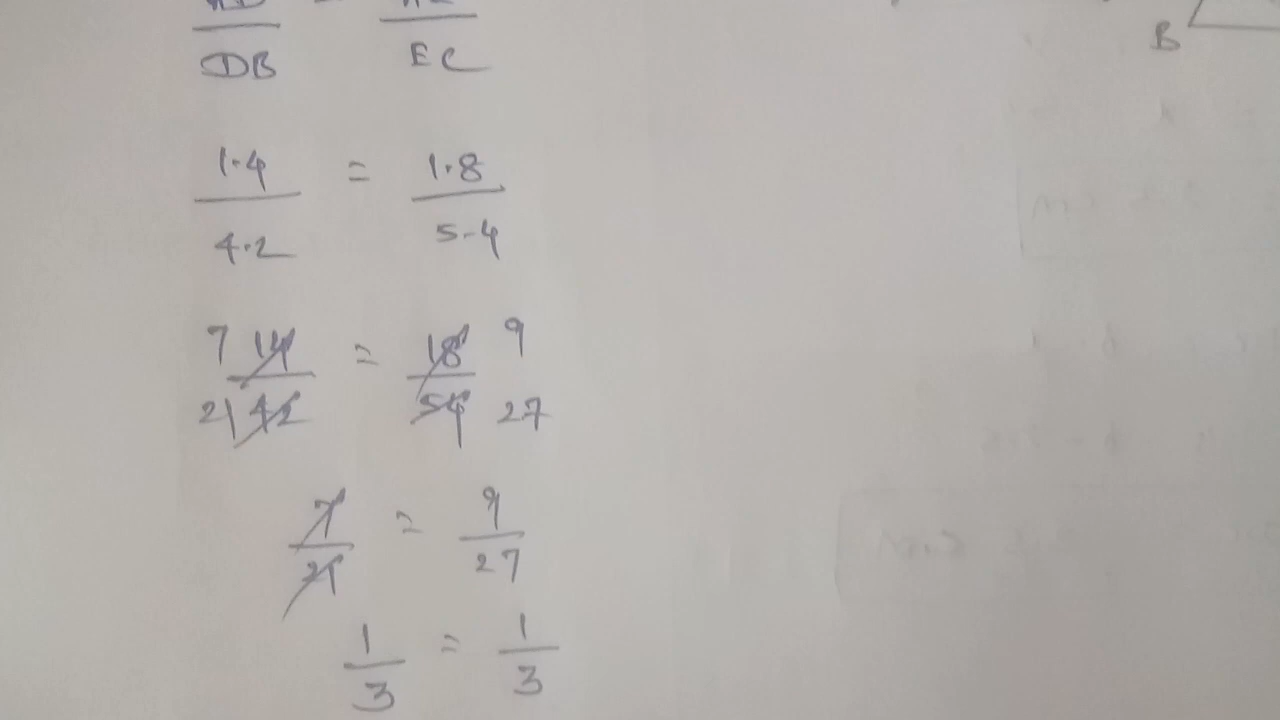 DB EC
B
1.4 = 1.8
4.2 5.4
7 14 = 18 9
21 42 54 27
7 = 9
21 27
1 = 1
3 3